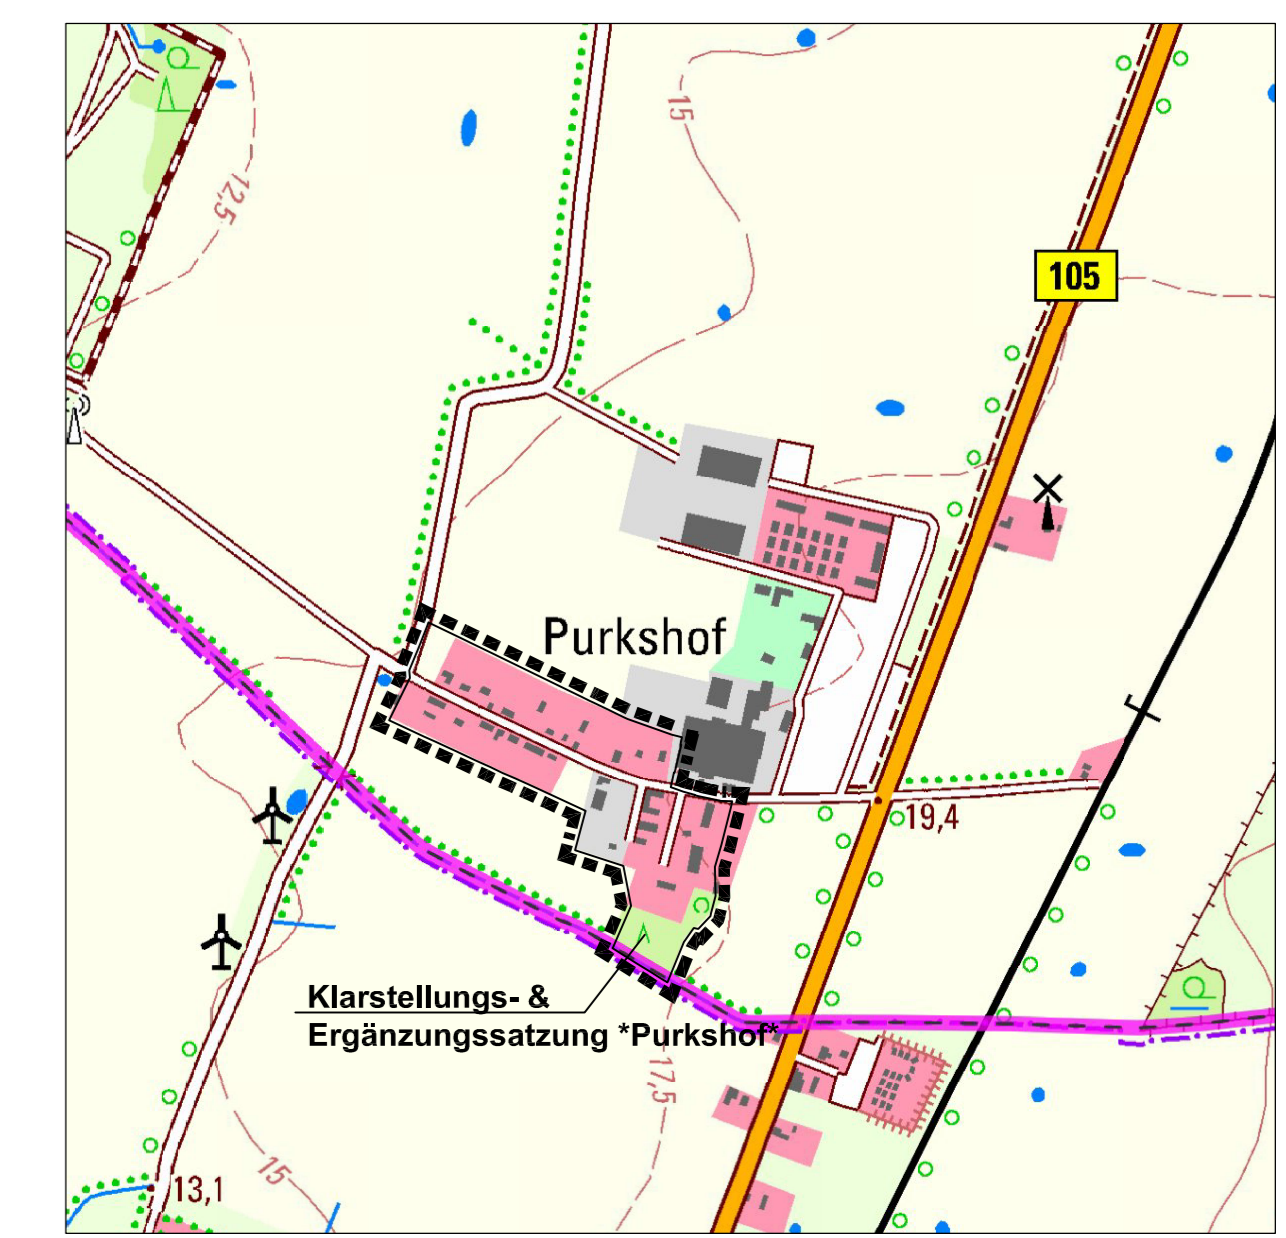 15
12,5
105
Purkshof
19,4
Klarstellungs- &
Ergänzungssatzung *Purkshof*
17,5
15
13,1